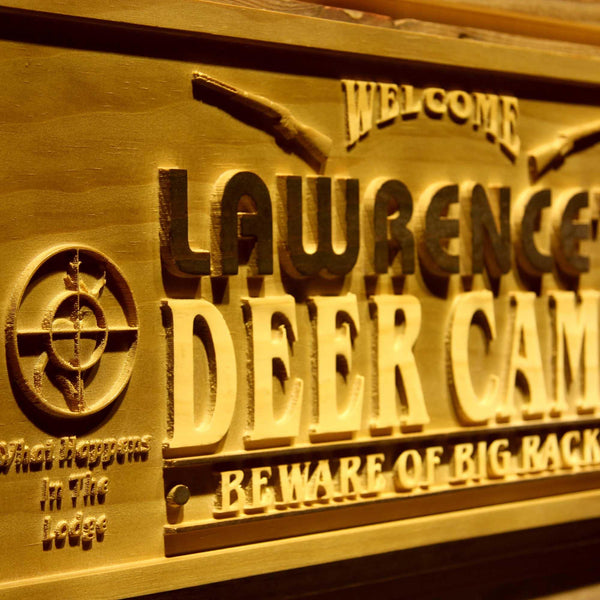 WELCOME
LAWRENCE'
DEER CAM
BEWARE OF BIG RACK
What Happens
In The
Lodge